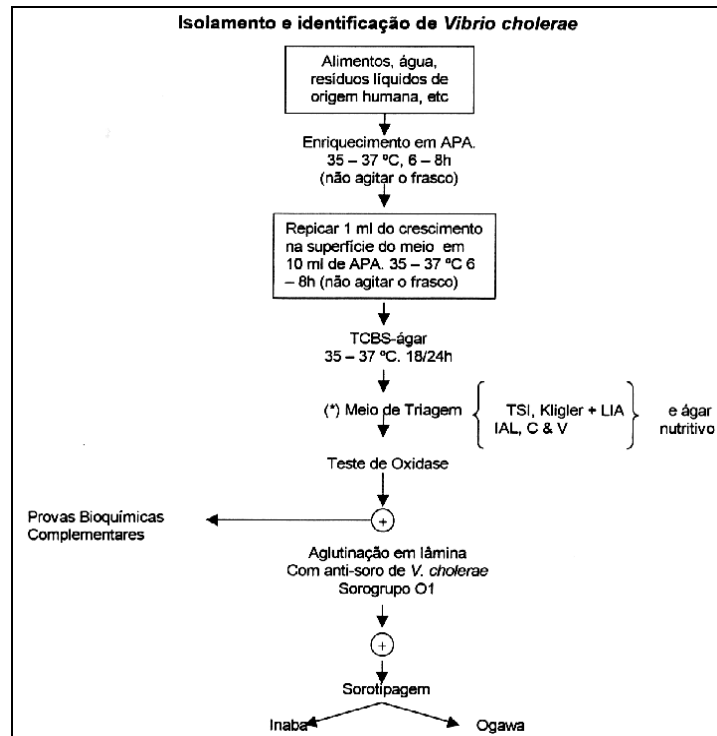 Isolamento e identificação de Vibrio cholerae
Alimentos, água,
resíduos líquidos de
origem humana, etc
Enriquecimento em APA.
35 – 37 ºC, 6 – 8h
(não agitar o frasco)
Repicar 1 ml do crescimento
na superfície do meio em
10 ml de APA. 35 – 37 ºC 6
– 8h (não agitar o frasco)
TCBS-ágar
35 – 37 ºC. 18/24h
(*) Meio de Triagem { TSI, Kligler + LIA } e ágar
IAL, C & V nutritivo
Teste de Oxidase
+
Provas Bioquímicas
Complementares
Aglutinação em lâmina
Com anti-soro de V. cholerae
Sorogrupo O1
+
Sorotipagem
Inaba Ogawa